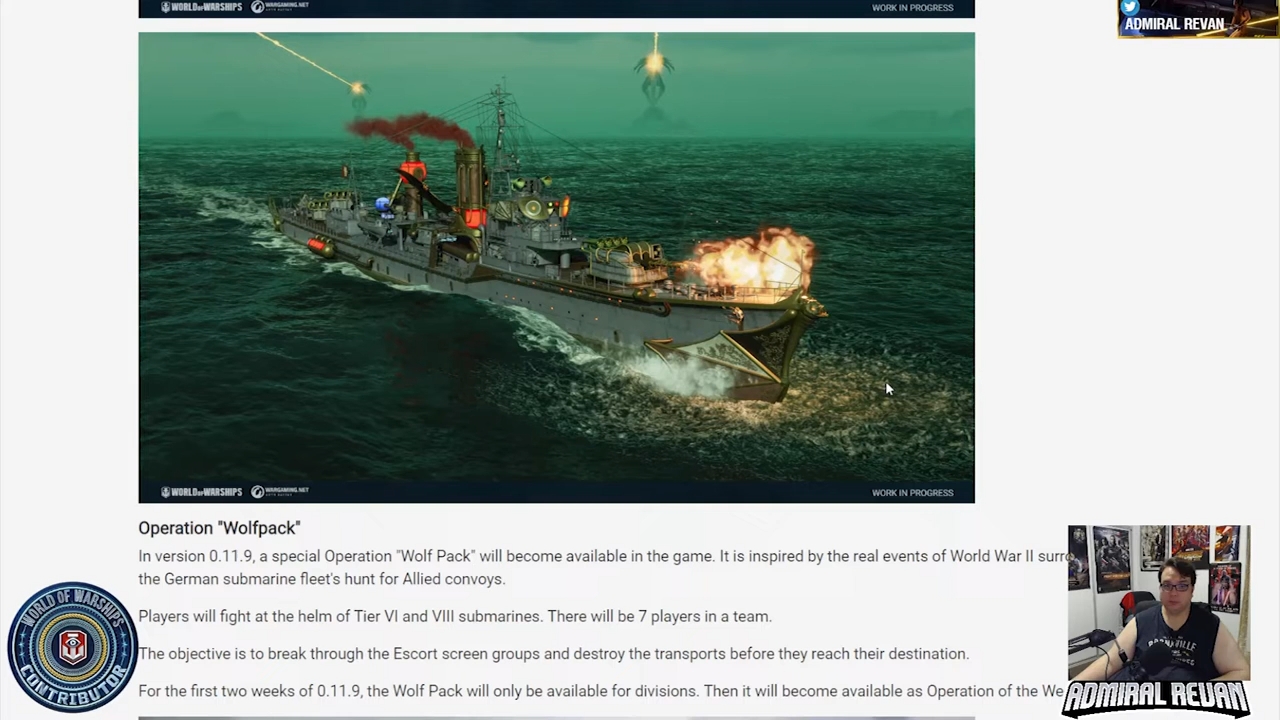 WORLD OF WARSHIPS WARGAMING.NET WORK IN PROGRESS
ADMIRAL REVAN
WORLD OF WARSHIPS WARGAMING.NET WORK IN PROGRESS
Operation "Wolfpack"
In version 0.11.9, a special Operation "Wolf Pack" will become available in the game. It is inspired by the real events of World War II surro
the German submarine fleet's hunt for Allied convoys.
Players will fight at the helm of Tier VI and VIII submarines. There will be 7 players in a team.
The objective is to break through the Escort search groups and destroy the transports before they reach their destination.
For the first two weeks of 0.11.9, the Wolf Pack will only be available for divisions. Then it will become available as Operation of the We
WORLD OF WARSHIPS
CONTRIBUTOR
ADMIRAL REVAN